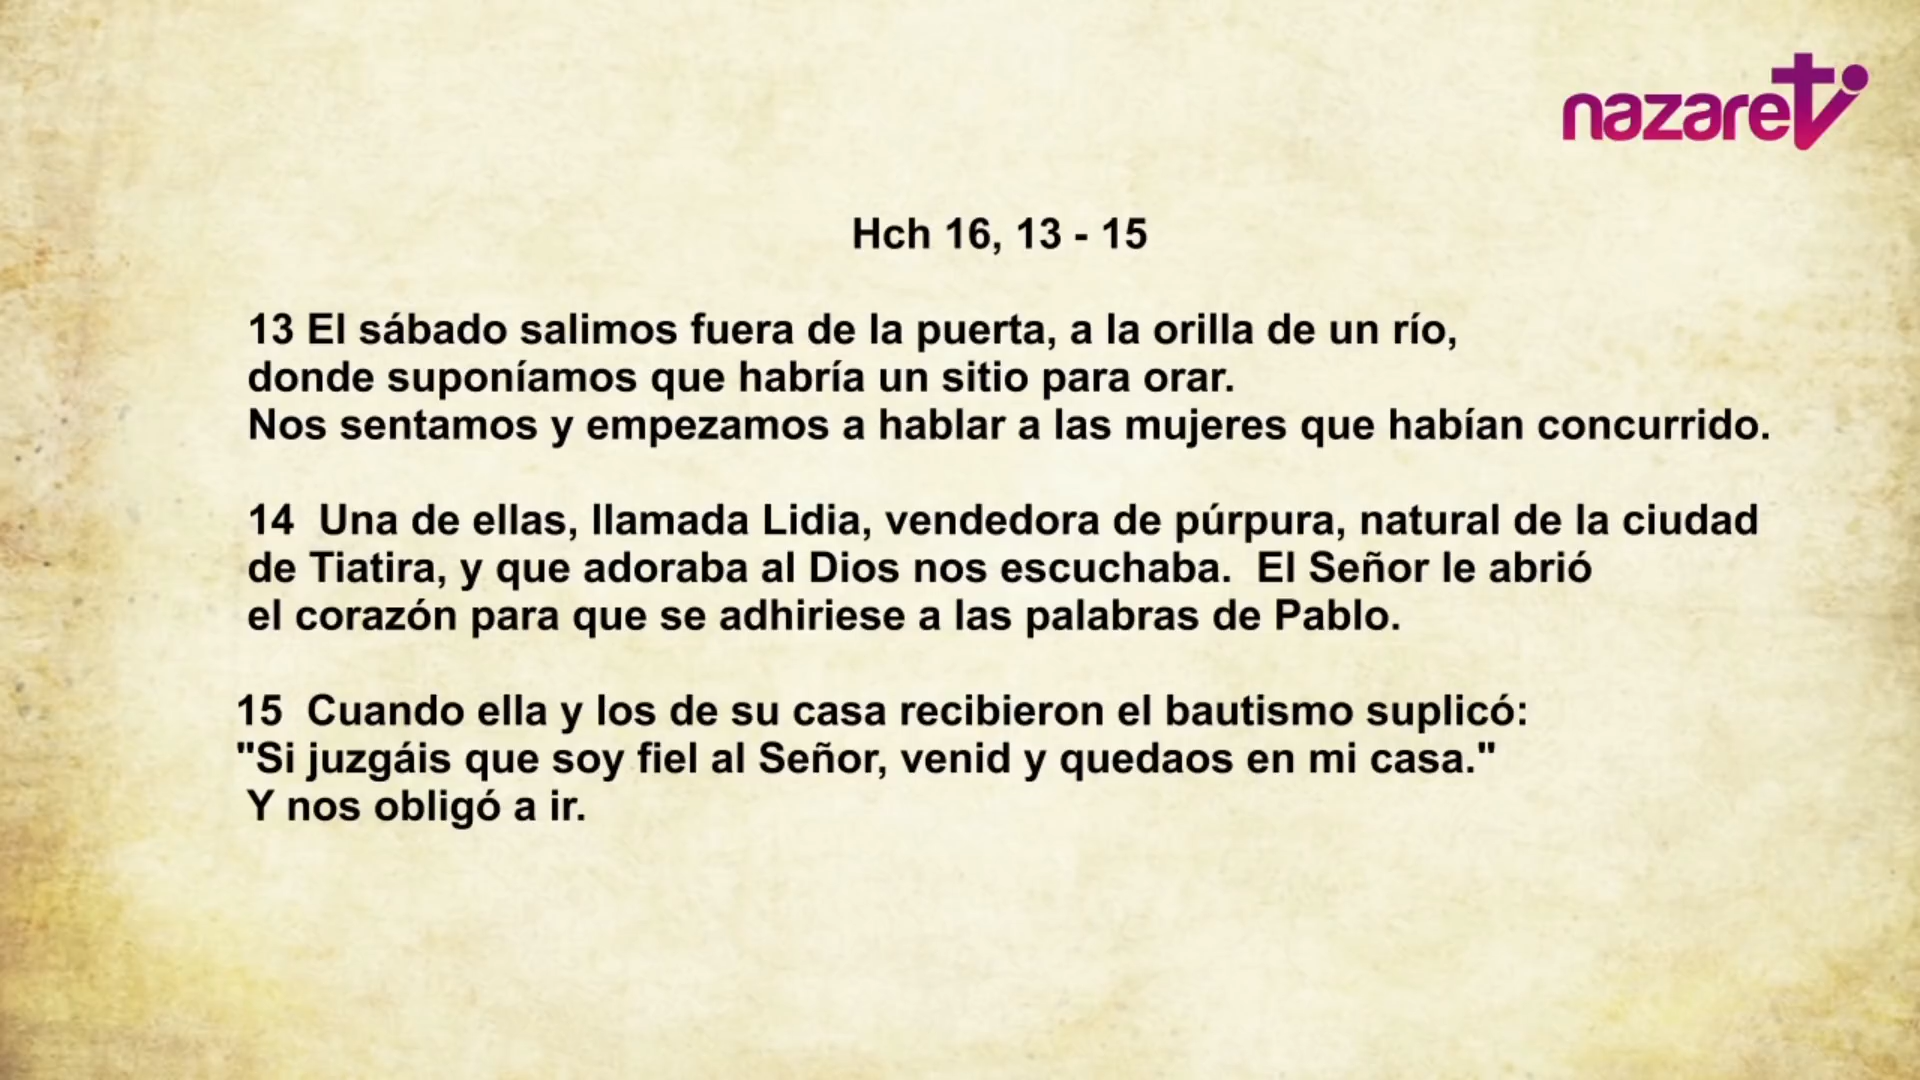 nazaretv
Hch 16, 13 - 15
13 El sábado salimos fuera de la puerta, a la orilla de un río,
donde suponíamos que habría un sitio para orar.
Nos sentamos y empezamos a hablar a las mujeres que habían concurrido.
14 Una de ellas, llamada Lidia, vendedora de púrpura, natural de la ciudad
de Tiatira, y que adoraba al Dios nos escuchaba. El Señor le abrió
el corazón para que se adhiriese a las palabras de Pablo.
15 Cuando ella y los de su casa recibieron el bautismo suplicó:
"Si juzgáis que soy fiel al Señor, venid y quedaos en mi casa."
Y nos obligó a ir.